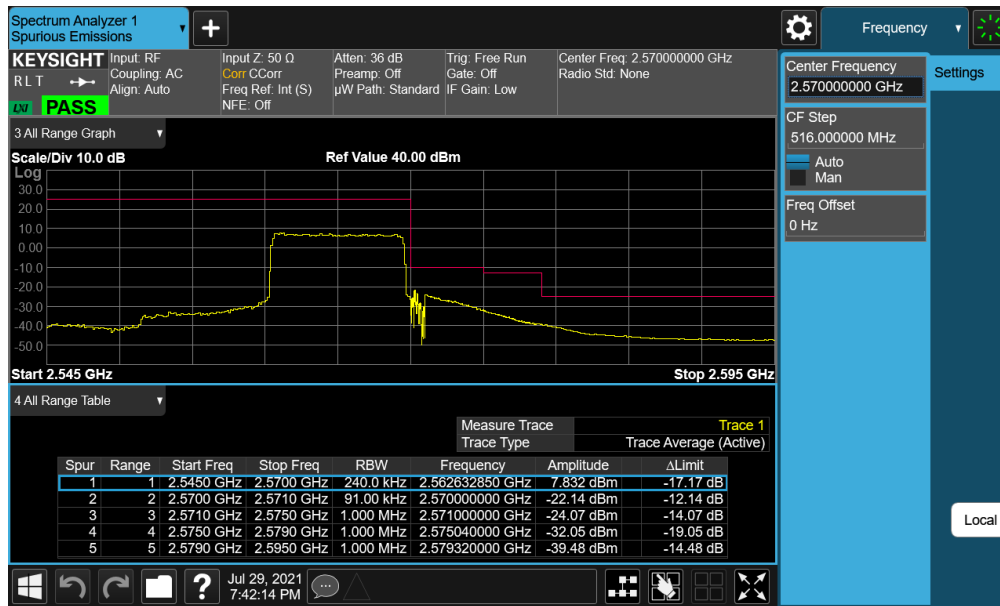 Spectrum Analyzer 1
Spurious Emissions
Frequency
KEYSIGHT
R L T
LXI PASS
Input: RF
Coupling: AC
Align: Auto
Input Z: 50 Ω
Corr CCorr
Freq Ref: Int (S)
NFE: Off
Atten: 36 dB
Preamp: Off
µW Path: Standard
Trig: Free Run
Gate: Off
IF Gain: Low
Center Freq: 2.570000000 GHz
Radio Std: None
Center Frequency
2.570000000 GHz
Settings
CF Step
516.000000 MHz
Auto
Man
Freq Offset
0 Hz
3 All Range Graph
Scale/Div 10.0 dB
Ref Value 40.00 dBm
Log
30.0
20.0
10.0
0.00
-10.0
-20.0
-30.0
-40.0
-50.0
Start 2.545 GHz
Stop 2.595 GHz
4 All Range Table
Measure Trace Trace 1
Trace Type Trace Average (Active)
Spur Range Start Freq Stop Freq RBW Frequency Amplitude ΔLimit
1 1 2.5450 GHz 2.5700 GHz 240.0 kHz 2.562632850 GHz 7.832 dBm -17.17 dB
2 2 2.5700 GHz 2.5710 GHz 91.00 kHz 2.570000000 GHz -22.14 dBm -12.14 dB
3 3 2.5710 GHz 2.5750 GHz 1.000 MHz 2.571000000 GHz -24.07 dBm -14.07 dB
4 4 2.5750 GHz 2.5790 GHz 1.000 MHz 2.575040000 GHz -32.05 dBm -19.05 dB
5 5 2.5790 GHz 2.5950 GHz 1.000 MHz 2.579320000 GHz -39.48 dBm -14.48 dB
Local
Jul 29, 2021
7:42:14 PM